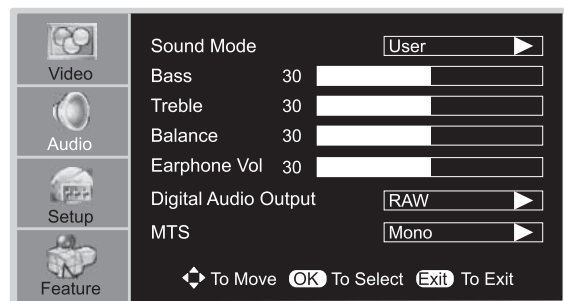 Video
Audio
Setup
Feature
Sound Mode User
Bass 30
Treble 30
Balance 30
Earphone Vol 30
Digital Audio Output RAW
MTS Mono
To Move OK To Select Exit To Exit